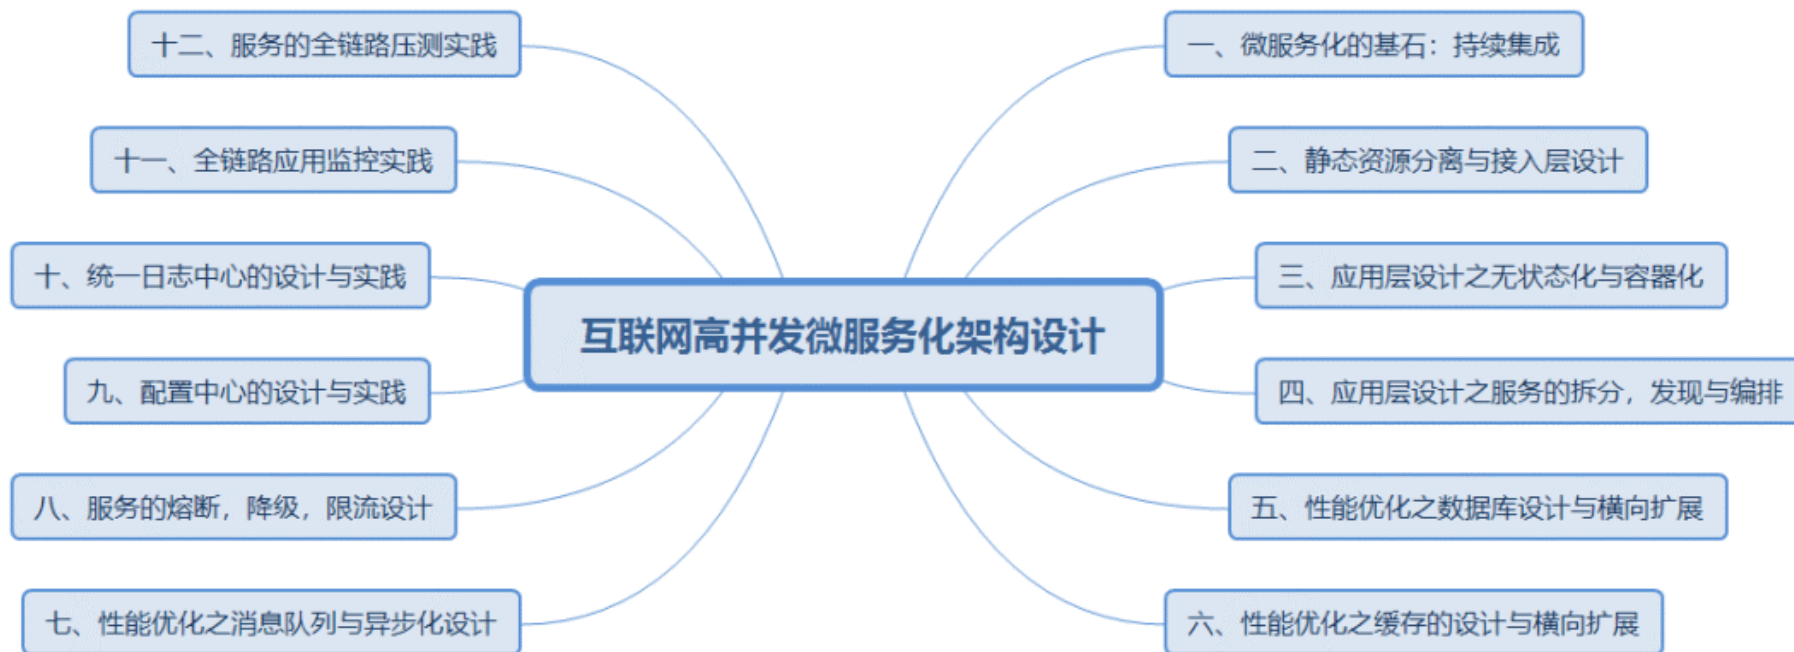 互联网高并发微服务化架构设计
一、微服务化的基石：持续集成
二、静态资源分离与接入层设计
三、应用层设计之无状态化与容器化
四、应用层设计之服务的拆分，发现与编排
五、性能优化之数据库设计与横向扩展
六、性能优化之缓存的设计与横向扩展
七、性能优化之消息队列与异步化设计
八、服务的熔断，降级，限流设计
九、配置中心的设计与实践
十、统一日志中心的设计与实践
十一、全链路应用监控实践
十二、服务的全链路压测实践